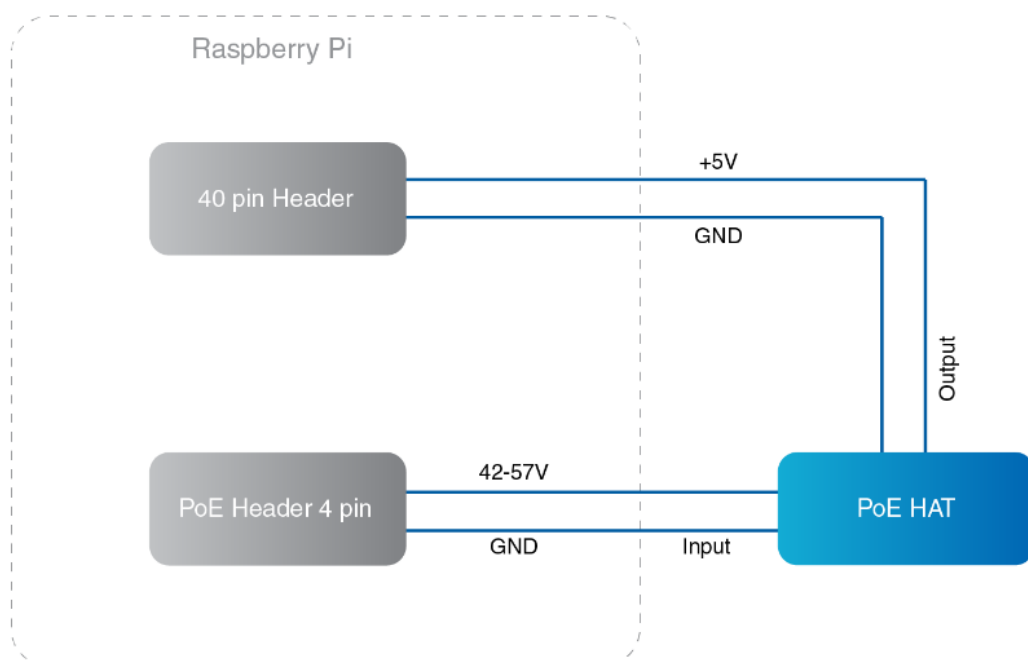 Raspberry Pi
40 pin Header
+5V
GND
Output
PoE Header 4 pin
42-57V
GND
Input
PoE HAT